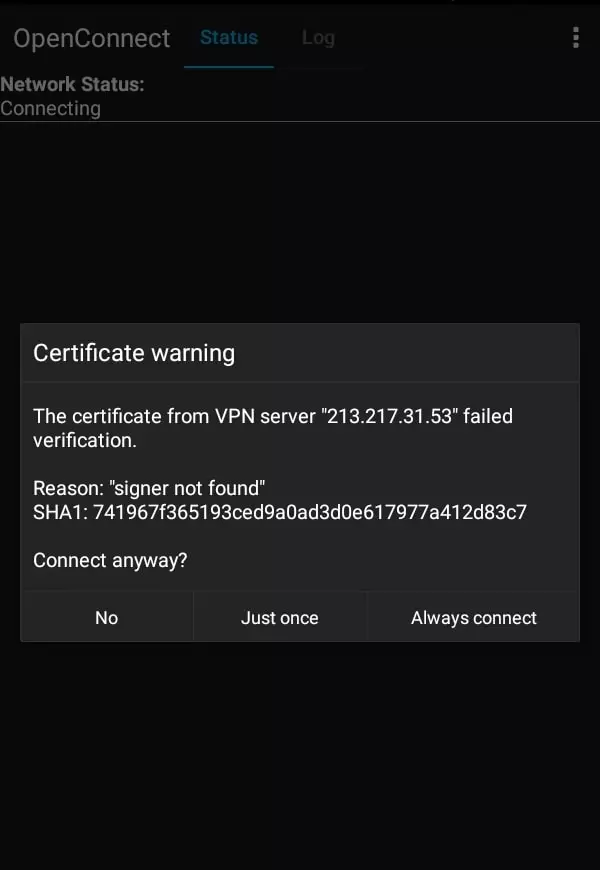 OpenConnect Status Log
Network Status:
Connecting
Certificate warning
The certificate from VPN server "213.217.31.53" failed
verification.
Reason: "signer not found"
SHA1: 741967f365193ced9a0ad3d0e617977a412d83c7
Connect anyway?
No Just once Always connect